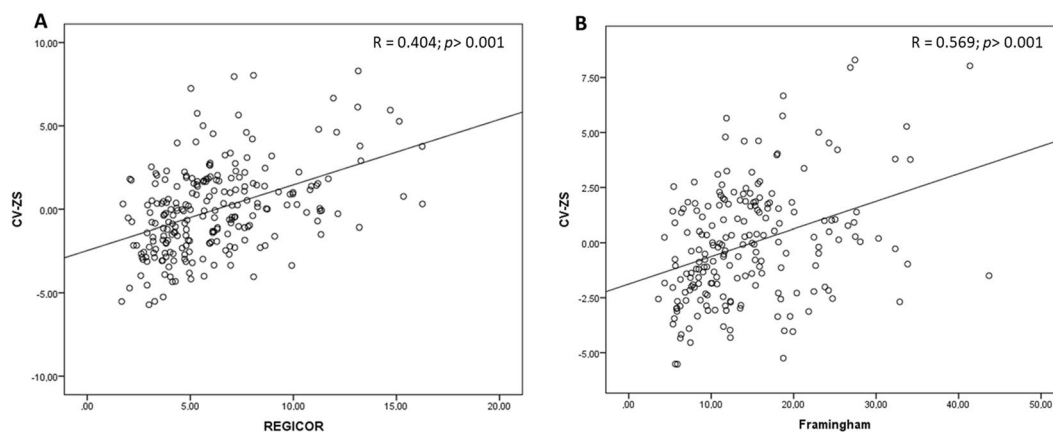 A
R = 0.404; p> 0.001
10.00
5.00
0.00
-5.00
-10.00
CV-ZS
.00 5.00 10.00 15.00 20.00
REGICOR
B
R = 0.569; p> 0.001
7.50
5.00
2.50
.00
-2.50
-5.00
CV-ZS
.00 10.00 20.00 30.00 40.00 50.00
Framingham